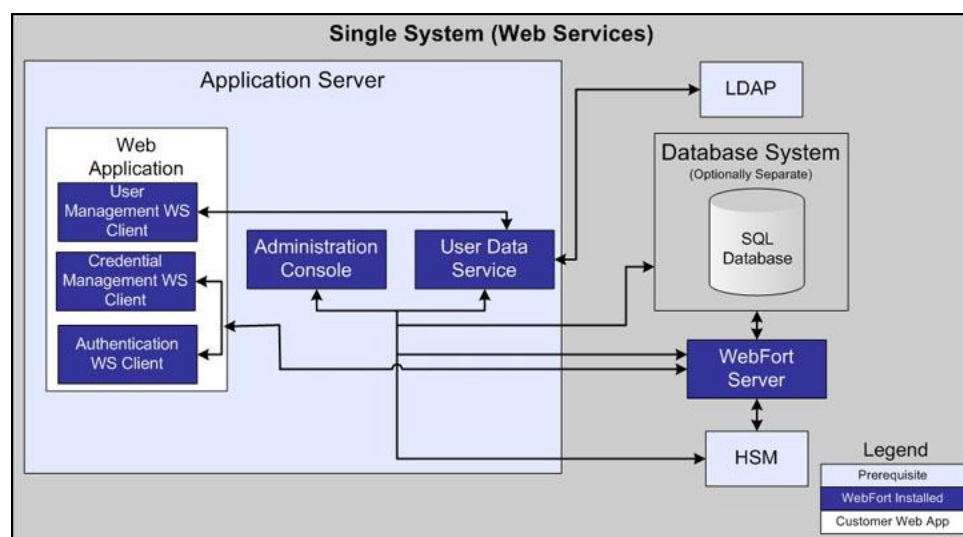 Single System (Web Services)
Application Server
Web
Application
User
Management WS
Client
Credential
Management WS
Client
Authentication
WS Client
Administration
Console
User Data
Service
LDAP
Database System
(Optionally Separate)
SQL
Database
WebFort
Server
HSM
Legend
Prerequisite
WebFort Installed
Customer Web App